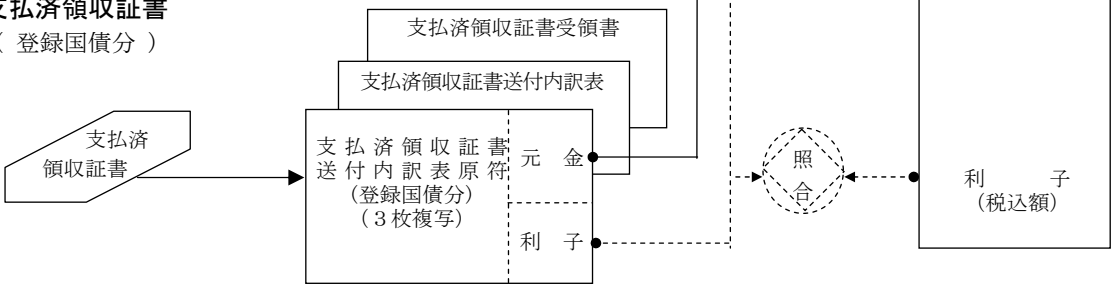 支払済領収証書
( 登録国債分 )
支払済領収証書受領書
支払済領収証書送付内訳表
支払済
領収証書
支払済領収証書
送付内訳表原符
(登録国債分)
(３枚複写)
元　金
利　子
照
合
利　　　子
(税込額)